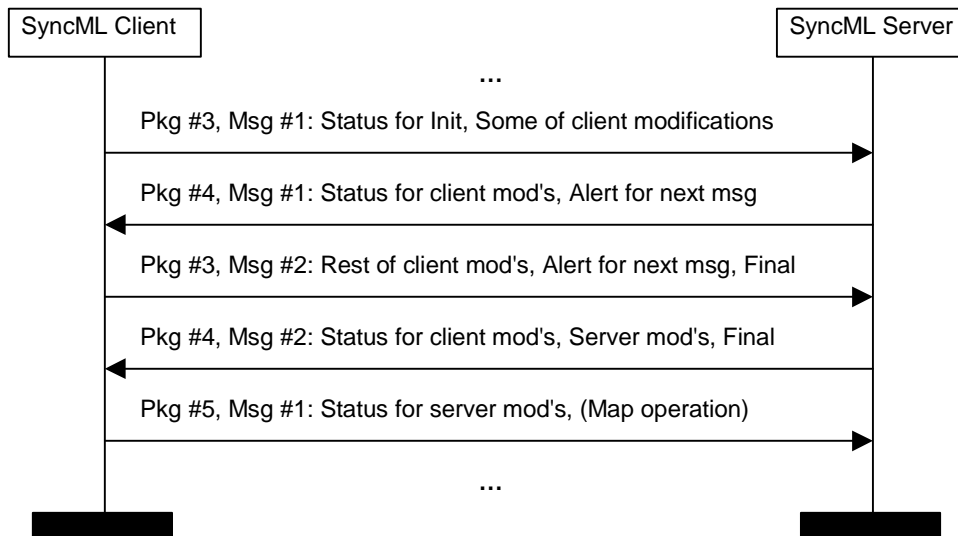 SyncML Client
SyncML Server
...
Pkg #3, Msg #1: Status for Init, Some of client modifications
Pkg #4, Msg #1: Status for client mod's, Alert for next msg
Pkg #3, Msg #2: Rest of client mod's, Alert for next msg, Final
Pkg #4, Msg #2: Status for client mod's, Server mod's, Final
Pkg #5, Msg #1: Status for server mod's, (Map operation)
...